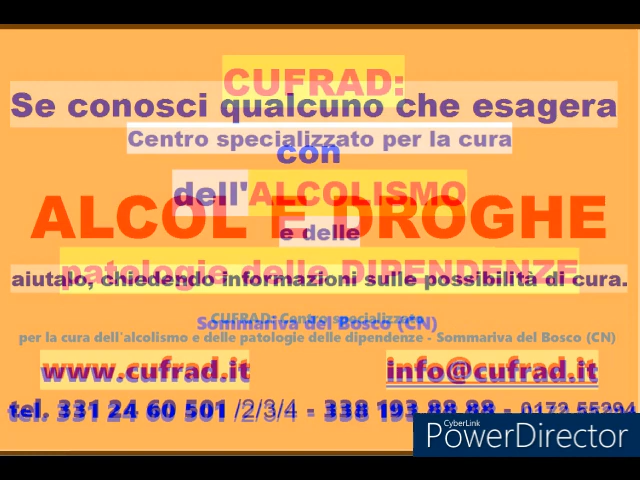 CUFRAD:
Se conosci qualcuno che esagera
Centro specializzato per la cura
con
dell'ALCOLISMO
ALCOL E DROGHE
e delle
patologie delle DIPENDENZE
aiutalo, chiedendo informazioni sulle possibilità di cura.
CUFRAD: Centro specializzato
Sommariva del Bosco (CN)
per la cura dell'alcolismo e delle patologie delle dipendenze - Sommariva del Bosco (CN)
www.cufrad.it info@cufrad.it
tel. 331 24 60 501 /2/3/4 - 338 193 88 88 - 0172 55294
CyberLink
PowerDirector